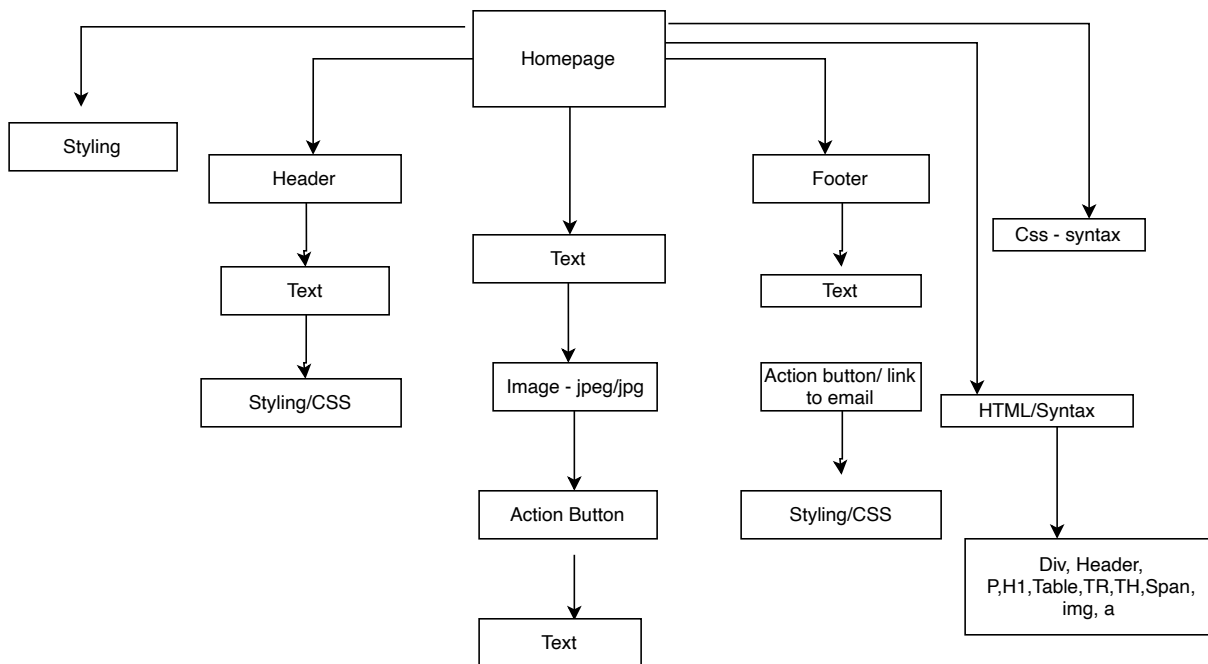 Homepage
Styling
Header
Footer
Css - syntax
Text
Text
Text
Image - jpeg/jpg
Action button/ link
to email
Styling/CSS
HTML/Syntax
Action Button
Styling/CSS
Div, Header,
P,H1,Table,TR,TH,Span,
img, a
Text